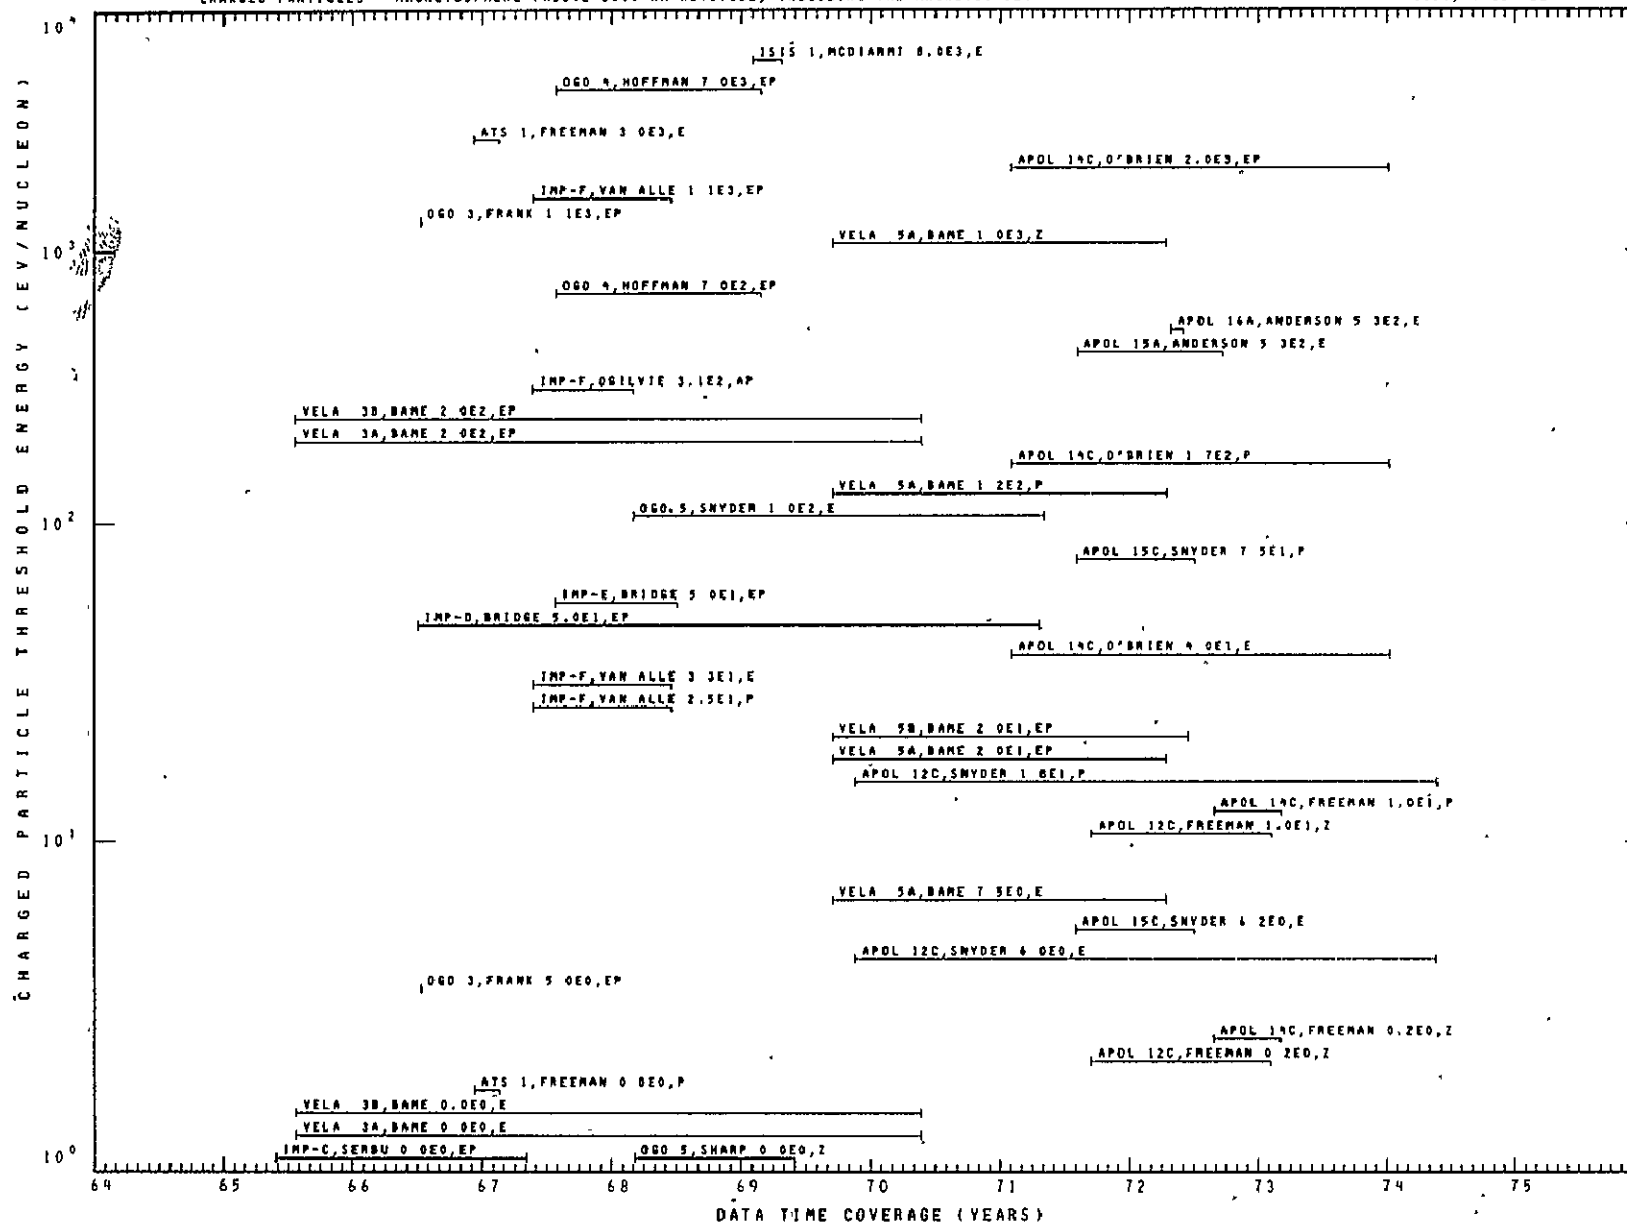 10⁴
ISIS 1,MCDIARMI 8.0E3,E
OGO 4,HOFFMAN 7 0E3,EP
ATS 1,FREEMAN 3 0E3,E
APOL 14C,O'BRIEN 2.0E3,EP
IMP-F,VAN ALLE 1 1E3,EP
OGO 3,FRANK 1 1E3,EP
VELA 5A,BAME 1 0E3,Z
10³
OGO 4,HOFFMAN 7 0E2,EP
APOL 16A,ANDERSON 5 3E2,E
APOL 15A,ANDERSON 5 3E2,E
IMP-F,OGILVIE 3.1E2,AP
VELA 3B,BAME 2 0E2,EP
VELA 3A,BAME 2 0E2,EP
APOL 14C,O'BRIEN 1 7E2,P
VELA 5A,BAME 1 2E2,P
OGO 5,SNYDER 1 0E2,E
10²
APOL 15C,SNYDER 7 5E1,P
IMP-E,BRIDGE 5 0E1,EP
IMP-D,BRIDGE 5.0E1,EP
APOL 14C,O'BRIEN 4 0E1,E
IMP-F,VAN ALLE 3 3E1,E
IMP-F,VAN ALLE 2.5E1,P
VELA 5B,BAME 2 0E1,EP
VELA 5A,BAME 2 0E1,EP
APOL 12C,SNYDER 1 8E1,P
APOL 14C,FREEMAN 1.0E1,P
APOL 12C,FREEMAN 1.0E1,Z
10¹
VELA 5A,BAME 7 5E0,E
APOL 15C,SNYDER 6 2E0,E
APOL 12C,SNYDER 6 0E0,E
OGO 3,FRANK 5 0E0,EP
APOL 14C,FREEMAN 0.2E0,Z
APOL 12C,FREEMAN 0 2E0,Z
ATS 1,FREEMAN 0 0E0,P
VELA 3B,BAME 0.0E0,E
VELA 3A,BAME 0 0E0,E
IMP-C,SERBU 0 0E0,EP
OGO 5,SHARP 0 0E0,Z
10⁰
64 65 66 67 68 69 70 71 72 73 74 75
DATA TIME COVERAGE (YEARS)
CHARGED PARTICLE THRESHOLD ENERGY (EV/NUCLEON)